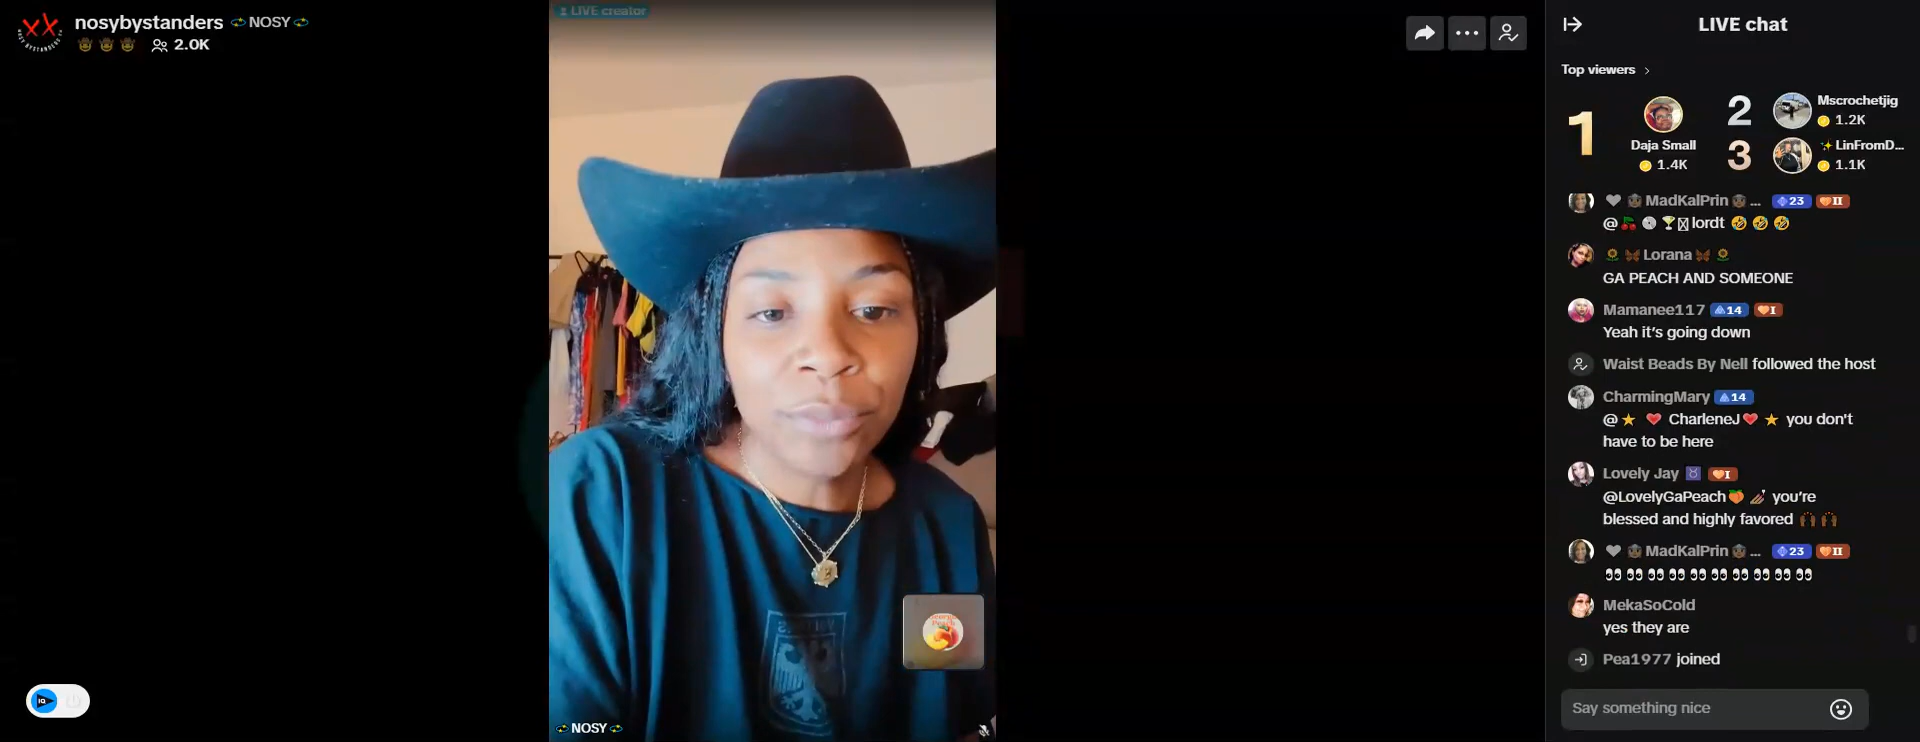 nosybystanders NOSY
2.0K
LIVE creator
NOSY
LIVE chat
Top viewers
1
Daja Small
1.4K
2
Mscrochetjig
1.2K
3
LinFromD...
1.1K
MadKalPrin ... 23 II
@🍒 lordt 🤣 🤣 🤣
Lorana
GA PEACH AND SOMEONE
Mamanee117 14 I
Yeah it's going down
Waist Beads By Nell followed the host
CharmingMary 14
@ CharleneJ you don't
have to be here
Lovely Jay I
@LovelyGaPeach you're
blessed and highly favored
MadKalPrin ... 23 II
MekaSoCold
yes they are
Pea1977 joined
Say something nice